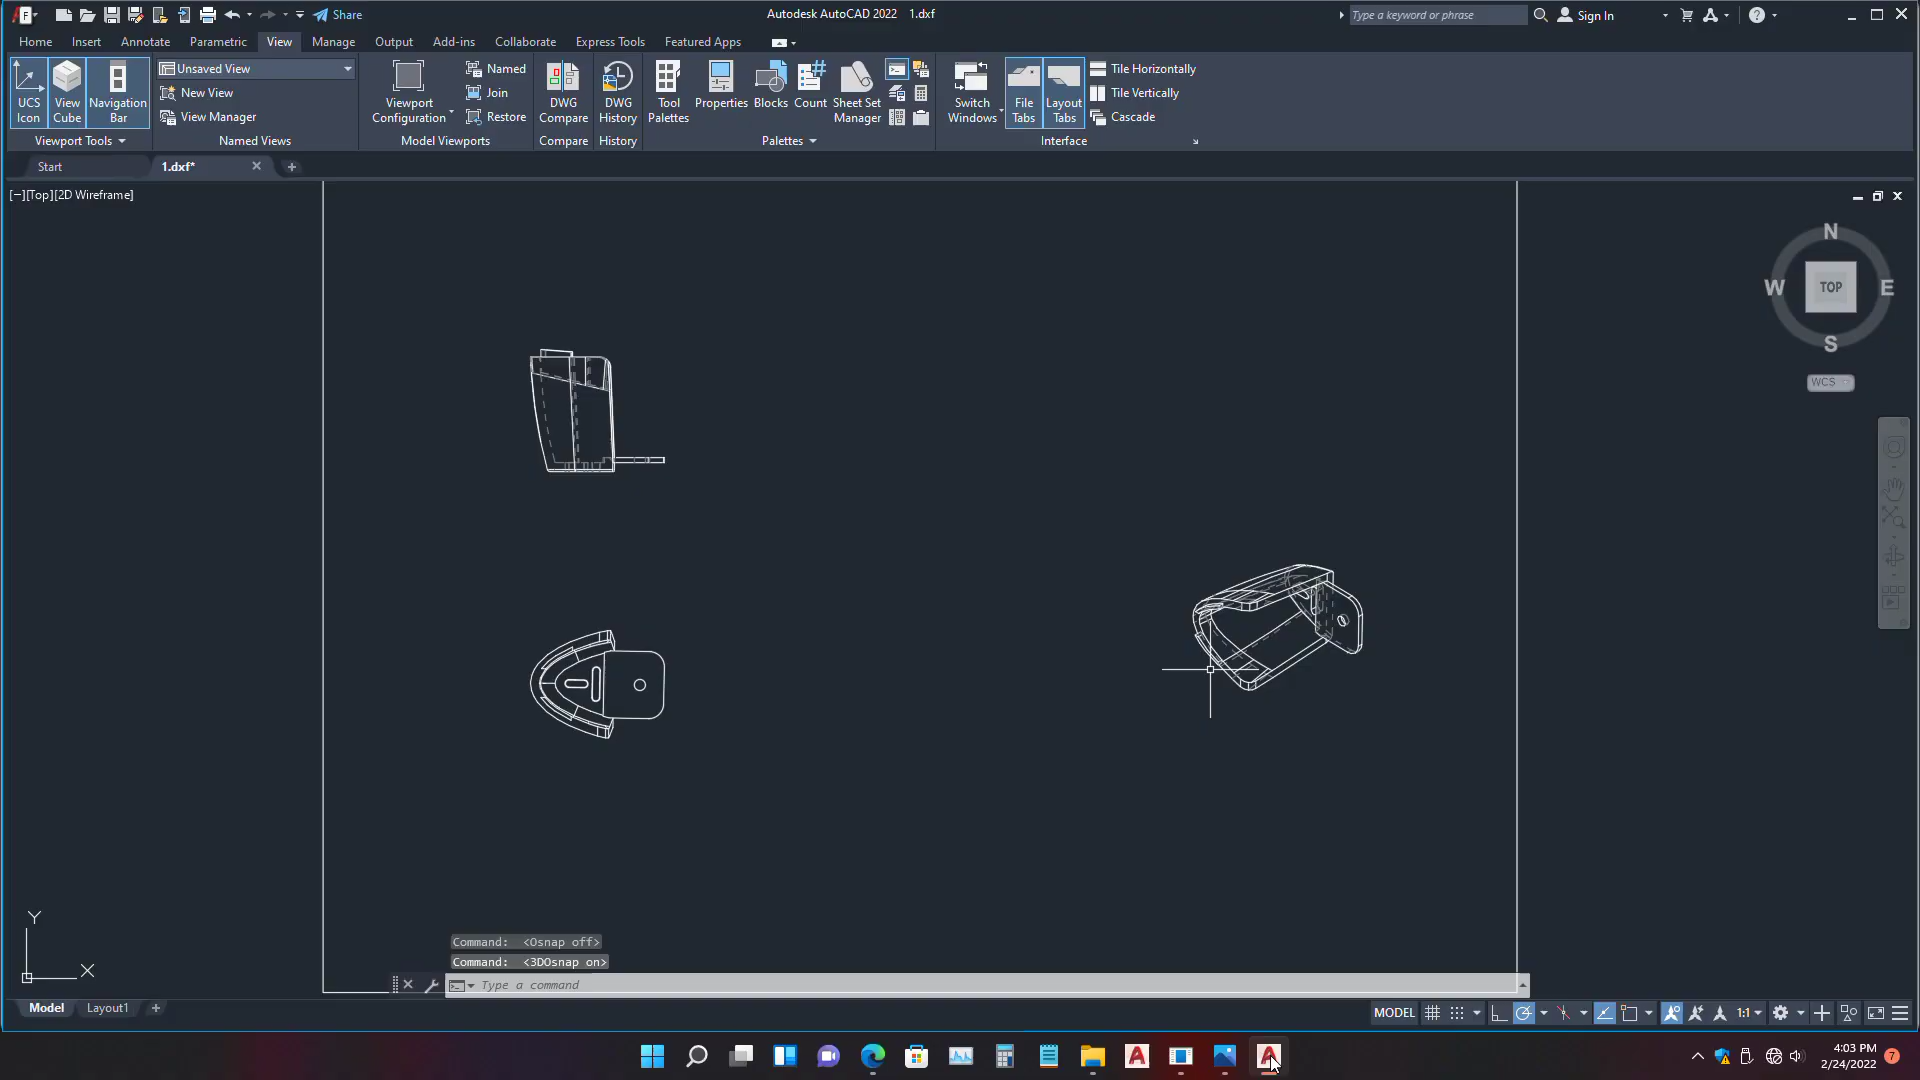 Share
Autodesk AutoCAD 2022 1.dxf
Type a keyword or phrase
Sign In
Home Insert Annotate Parametric View Manage Output Add-ins Collaborate Express Tools Featured Apps
UCS Icon
View Cube
Navigation Bar
Unsaved View
New View
View Manager
Viewport Configuration
Named
Join
Restore
DWG Compare
DWG History
Tool Palettes
Properties
Blocks
Count
Sheet Set Manager
Switch Windows
File Tabs
Layout Tabs
Tile Horizontally
Tile Vertically
Cascade
Viewport Tools Named Views Model Viewports Compare History Palettes Interface
Start 1.dxf*
[−][Top][2D Wireframe]
N
W TOP E
S
WCS
Y
X
Command: <Osnap off>
Command: <3DOsnap on>
Type a command
Model Layout1
MODEL 1:1
4:03 PM
2/24/2022
7